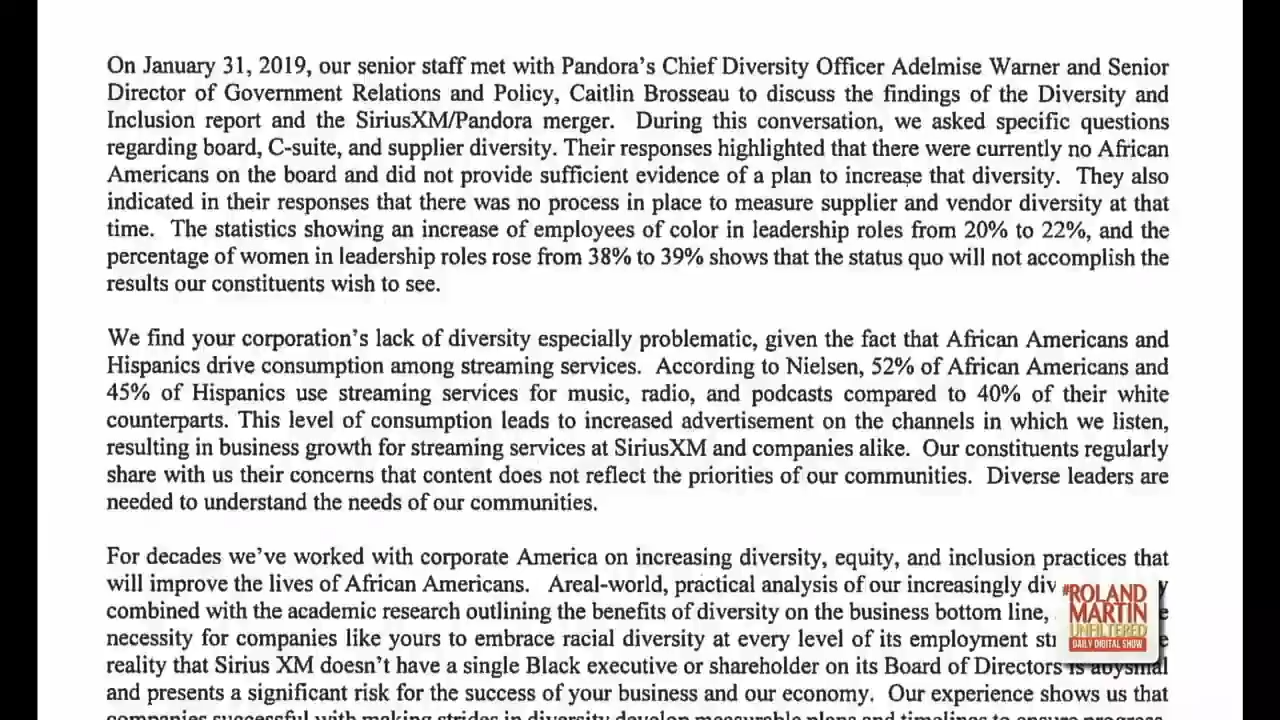 On January 31, 2019, our senior staff met with Pandora's Chief Diversity Officer Adelmise Warner and Senior
Director of Government Relations and Policy, Caitlin Brosseau to discuss the findings of the Diversity and
Inclusion report and the SiriusXM/Pandora merger. During this conversation, we asked specific questions
regarding board, C-suite, and supplier diversity. Their responses highlighted that there were currently no African
Americans on the board and did not provide sufficient evidence of a plan to increase that diversity. They also
indicated in their responses that there was no process in place to measure supplier and vendor diversity at that
time. The statistics showing an increase of employees of color in leadership roles from 20% to 22%, and the
percentage of women in leadership roles rose from 38% to 39% shows that the status quo will not accomplish the
results our constituents wish to see.
We find your corporation's lack of diversity especially problematic, given the fact that African Americans and
Hispanics drive consumption among streaming services. According to Nielsen, 52% of African Americans and
45% of Hispanics use streaming services for music, radio, and podcasts compared to 40% of their white
counterparts. This level of consumption leads to increased advertisement on the channels in which we listen,
resulting in business growth for streaming services at SiriusXM and companies alike. Our constituents regularly
share with us their concerns that content does not reflect the priorities of our communities. Diverse leaders are
needed to understand the needs of our communities.
For decades we've worked with corporate America on increasing diversity, equity, and inclusion practices that
will improve the lives of African Americans. Areal-world, practical analysis of our increasingly
combined with the academic research outlining the benefits of diversity on the business bottom line,
necessity for companies like yours to embrace racial diversity at every level of its employment
reality that Sirius XM doesn't have a single Black executive or shareholder on its Board of Directors is abysmal
and presents a significant risk for the success of your business and our economy. Our experience shows us that
companies successful with making strides in diversity develop measurable plans and timelines to ensure progress.
#ROLAND
MARTIN
UNFILTERED
DAILY DIGITAL SHOW